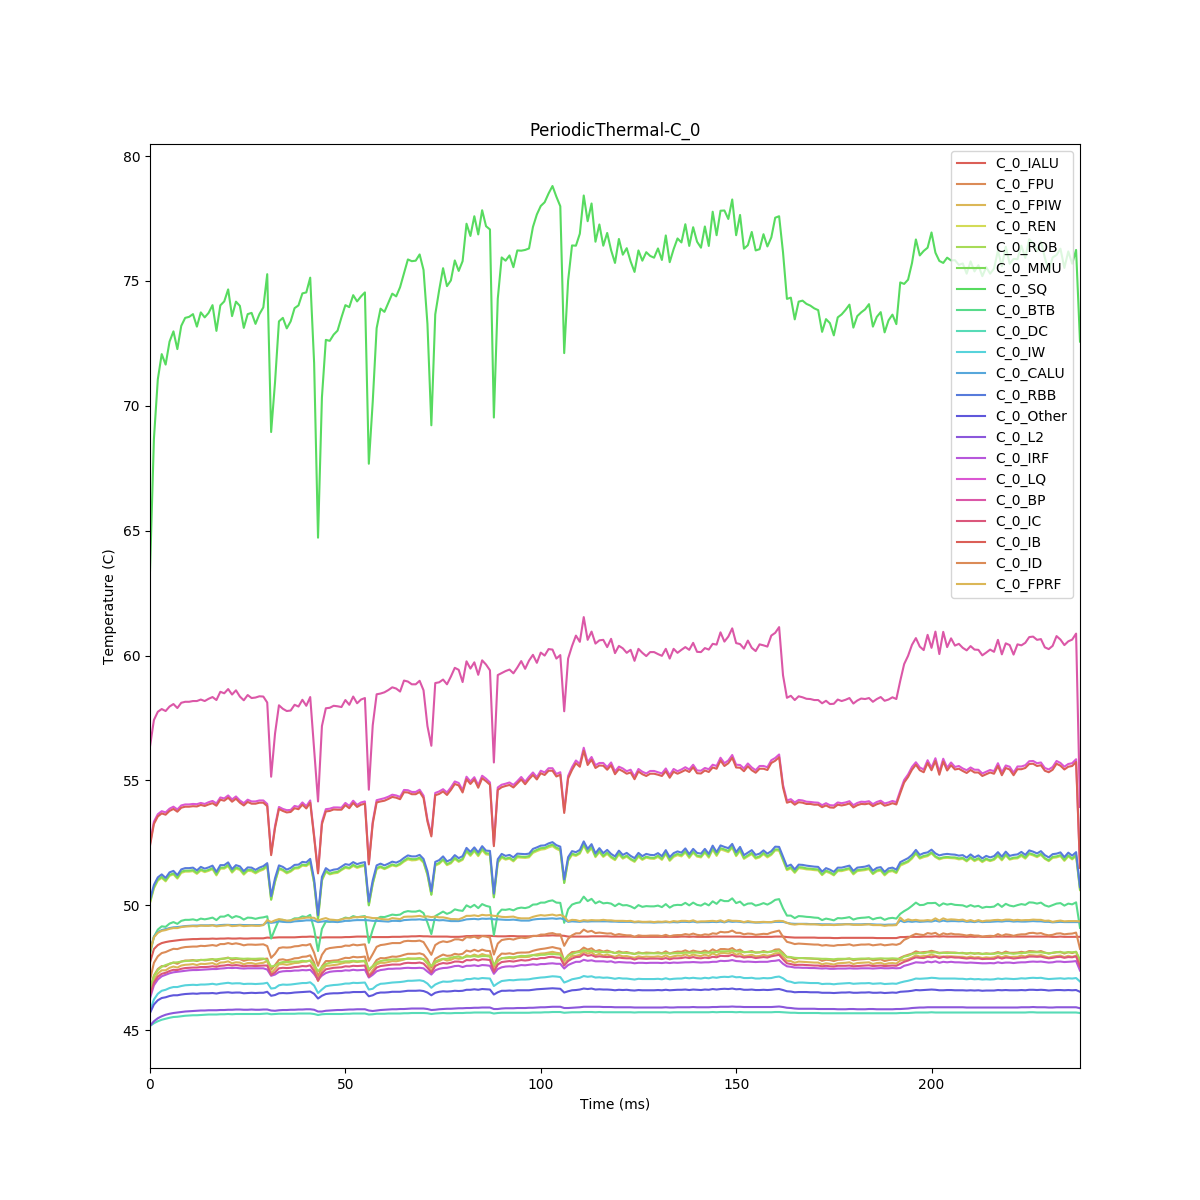 PeriodicThermal-C_0
80
75
70
65
60
55
50
45
Temperature (C)
0
50
100
150
200
Time (ms)
C_0_IALU
C_0_FPU
C_0_FPIW
C_0_REN
C_0_ROB
C_0_MMU
C_0_SQ
C_0_BTB
C_0_DC
C_0_IW
C_0_CALU
C_0_RBB
C_0_Other
C_0_L2
C_0_IRF
C_0_LQ
C_0_BP
C_0_IC
C_0_IB
C_0_ID
C_0_FPRF